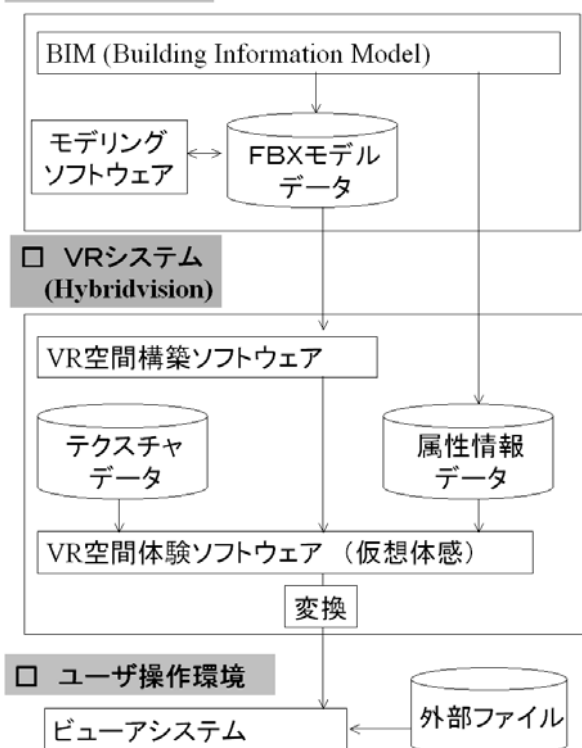 BIM (Building Information Model)
モデリング
ソフトウェア
FBXモデル
データ
□ VRシステム
(Hybridvision)
VR空間構築ソフトウェア
テクスチャ
データ
属性情報
データ
VR空間体験ソフトウェア （仮想体感）
変換
□ ユーザ操作環境
外部ファイル
ビューアシステム